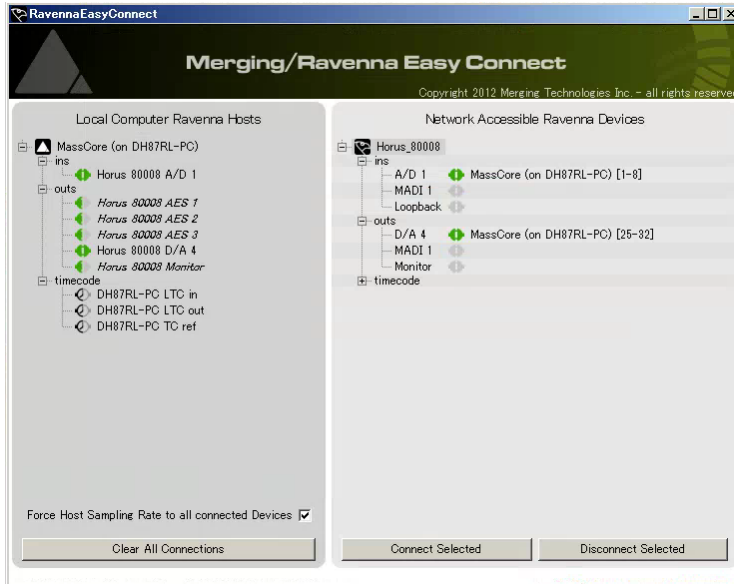 RavennaEasyConnect
Merging/Ravenna Easy Connect
Copyright 2012 Merging Technologies Inc. - all rights reserved
Local Computer Ravenna Hosts
MassCore (on DH87RL-PC)
ins
Horus 80008 A/D 1
outs
Horus 80008 AES 1
Horus 80008 AES 2
Horus 80008 AES 3
Horus 80008 D/A 4
Horus 80008 Monitor
timecode
DH87RL-PC LTC in
DH87RL-PC LTC out
DH87RL-PC TC ref
Force Host Sampling Rate to all connected Devices
Clear All Connections
Network Accessible Ravenna Devices
Horus_80008
ins
A/D 1 MassCore (on DH87RL-PC) [1-8]
MADI 1
Loopback
outs
D/A 4 MassCore (on DH87RL-PC) [25-32]
MADI 1
Monitor
timecode
Connect Selected
Disconnect Selected